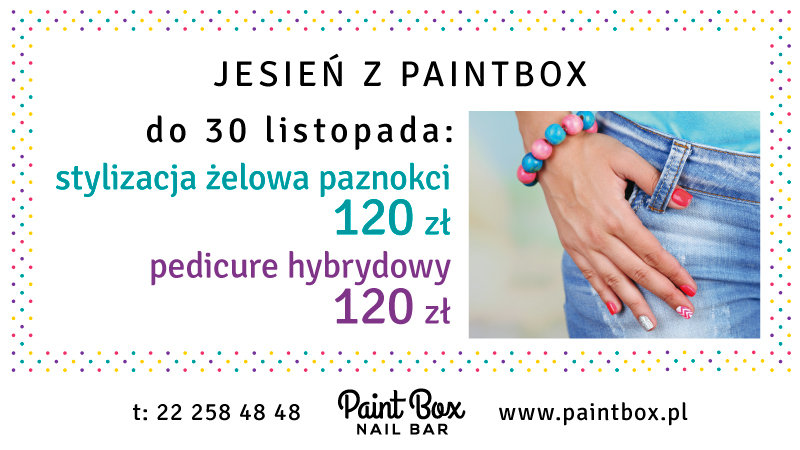 JESIEŃ Z PAINTBOX
do 30 listopada:
stylizacja żelowa paznokci
120 zł
pedicure hybrydowy
120 zł
t: 22 258 48 48
Paint Box
NAIL BAR
www.paintbox.pl